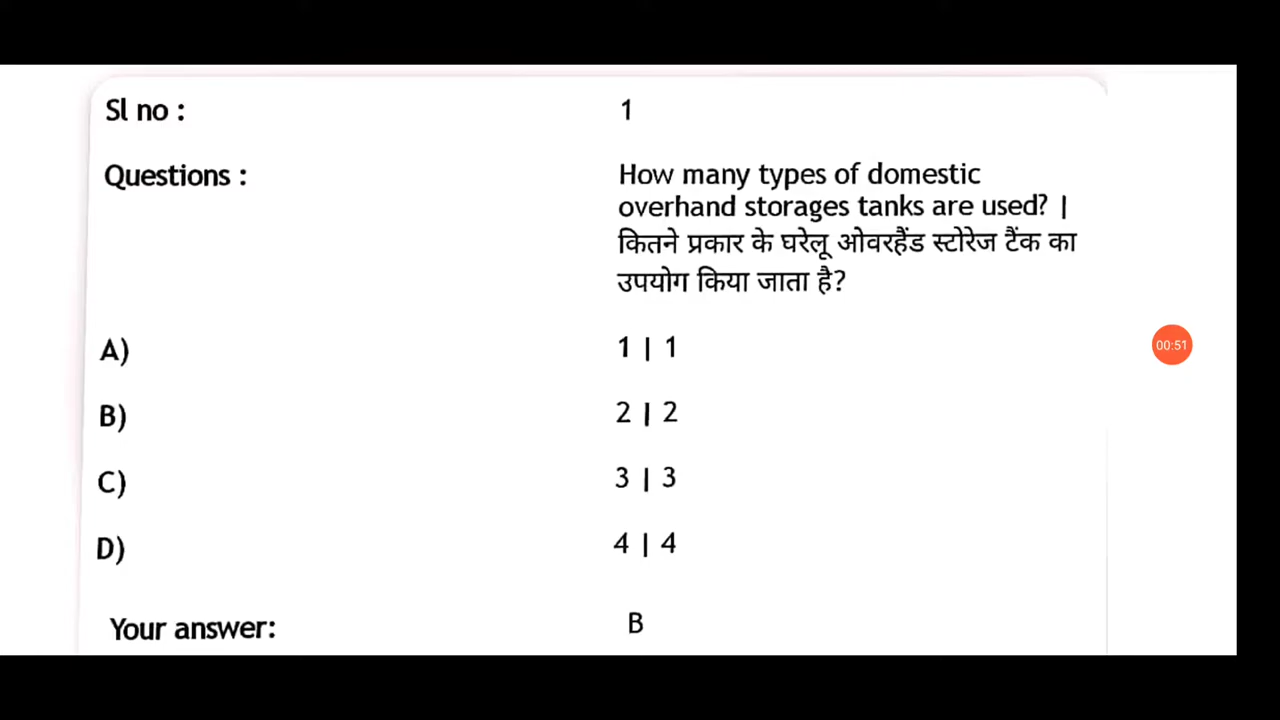 Sl no : 1
Questions : How many types of domestic
overhand storages tanks are used? |
कितने प्रकार के घरेलू ओवरहैंड स्टोरेज टैंक का
उपयोग किया जाता है?
A) 1 | 1
00:51
B) 2 | 2
C) 3 | 3
D) 4 | 4
Your answer: B